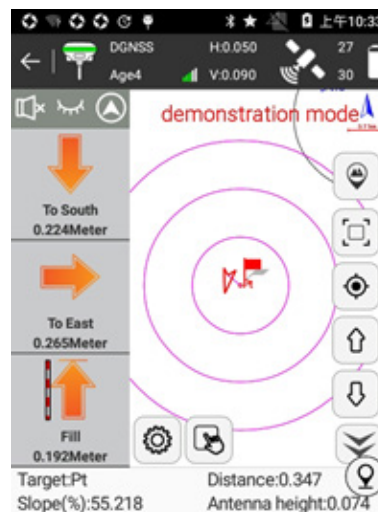 上午10:33
DGNSS H:0.050 27
Age4 V:0.090 30
demonstration mode
To South
0.224Meter
To East
0.265Meter
Pt
Fill
0.192Meter
Target:Pt Distance:0.347
Slope(%):55.218 Antenna height:0.074